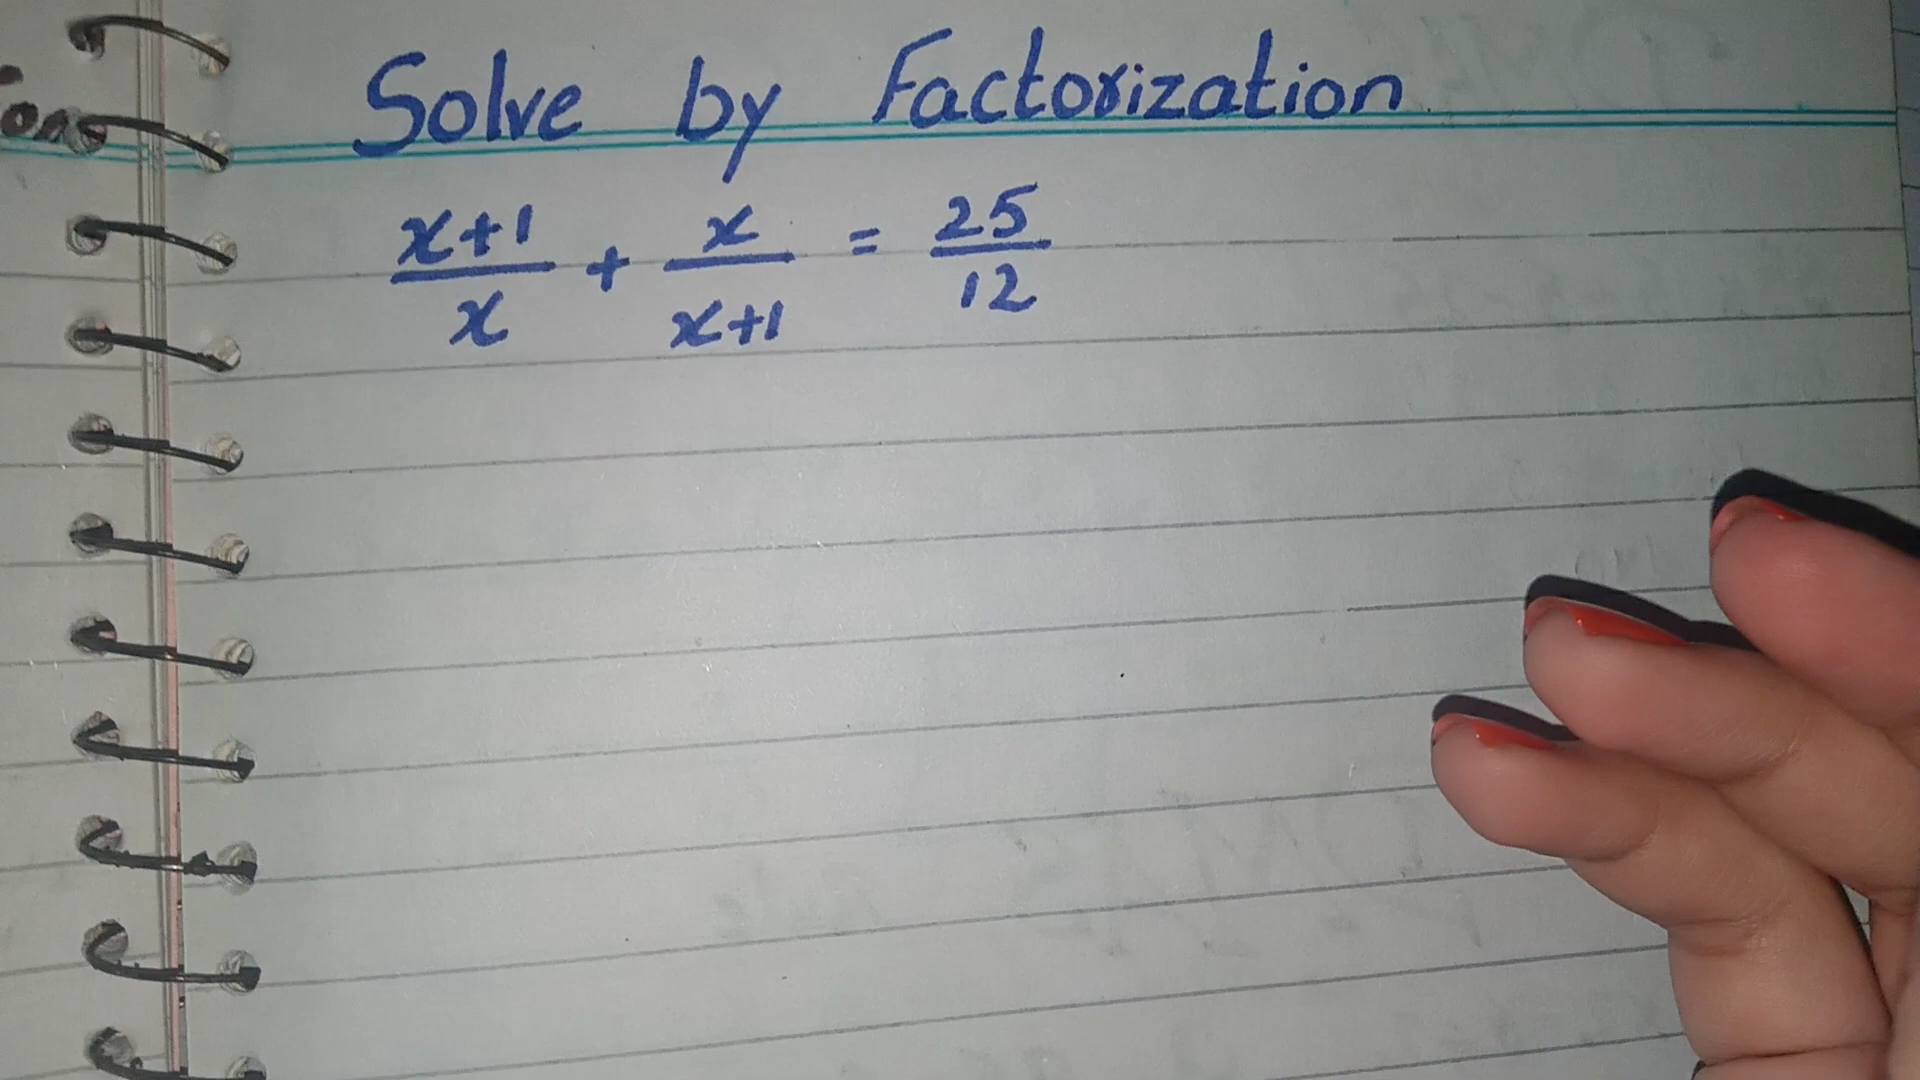 Solve by Factorization
x+1/x + x/x+1 = 25/12